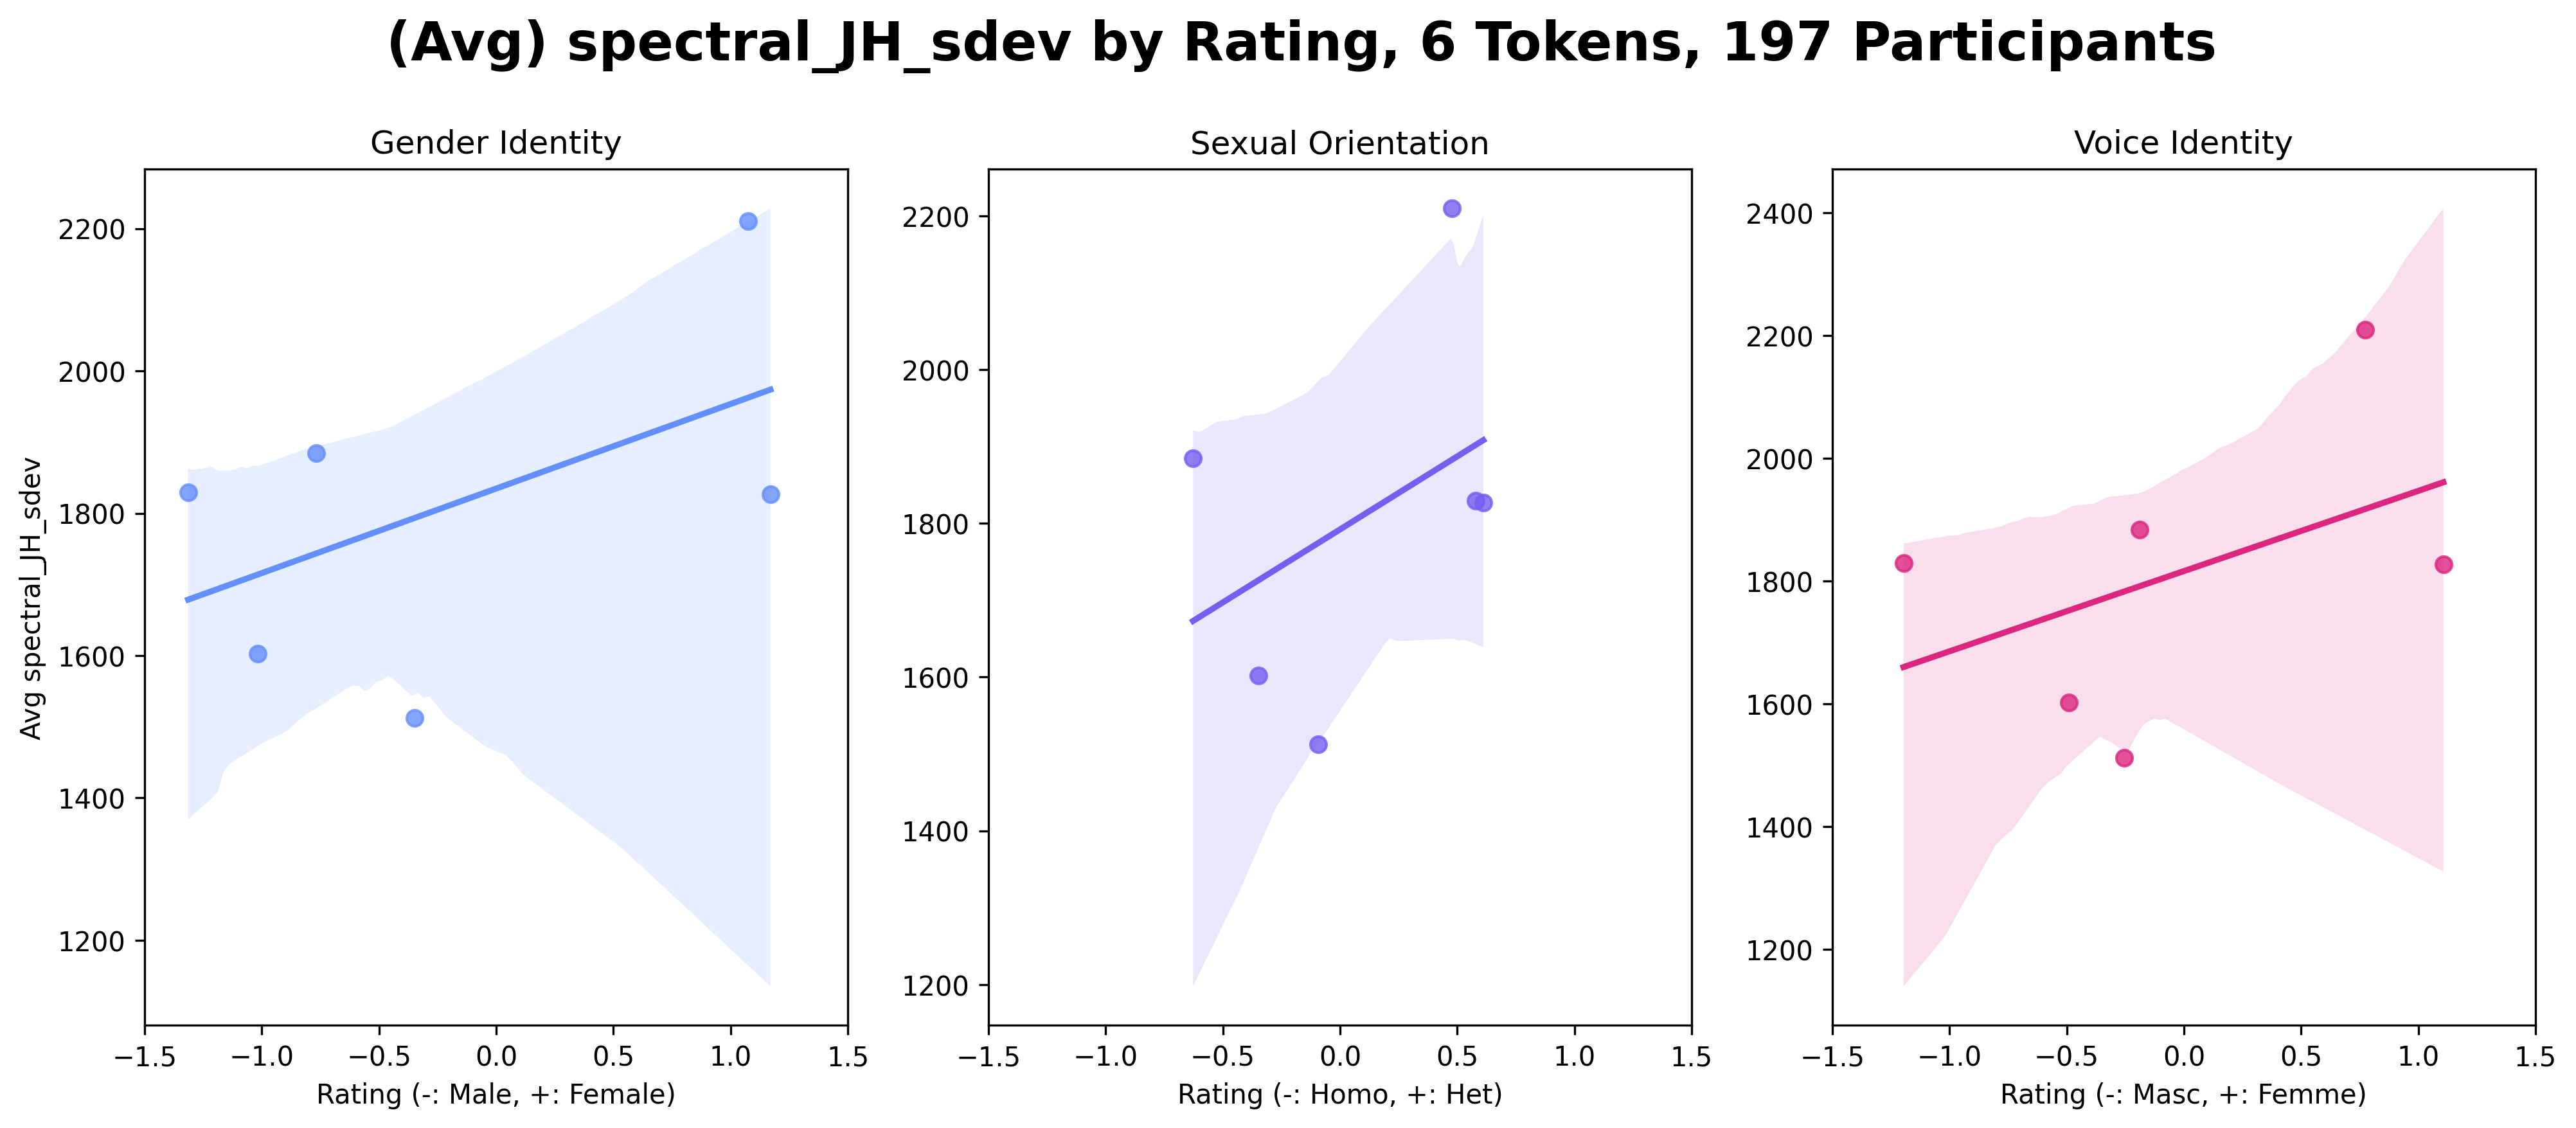 (Avg) spectral_JH_sdev by Rating, 6 Tokens, 197 Participants
Gender Identity
Avg spectral_JH_sdev
2200
2000
1800
1600
1400
1200
−1.5 −1.0 −0.5 0.0 0.5 1.0 1.5
Rating (-: Male, +: Female)
Sexual Orientation
2200
2000
1800
1600
1400
1200
−1.5 −1.0 −0.5 0.0 0.5 1.0 1.5
Rating (-: Homo, +: Het)
Voice Identity
2400
2200
2000
1800
1600
1400
1200
−1.5 −1.0 −0.5 0.0 0.5 1.0 1.5
Rating (-: Masc, +: Femme)